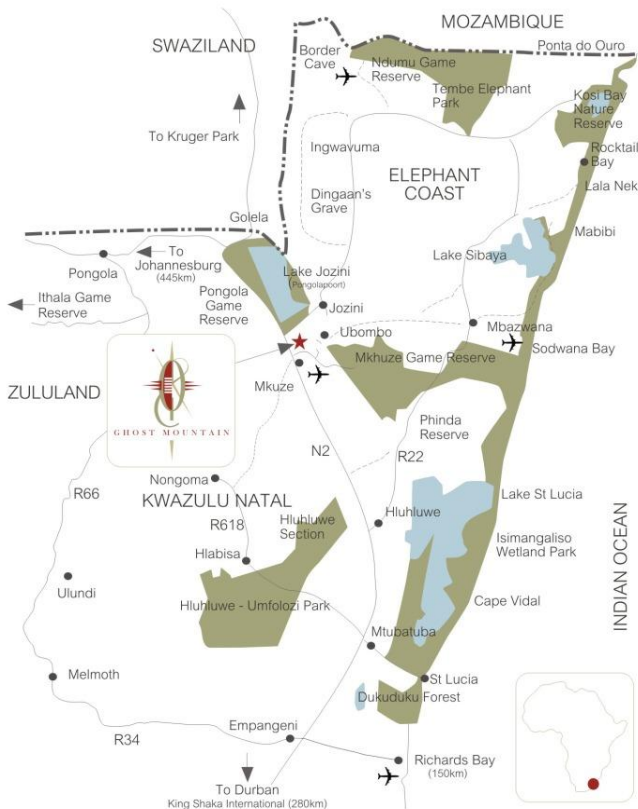 MOZAMBIQUE
SWAZILAND
Border
Cave
Ponta do Ouro
Ndumu Game
Reserve
Tembe Elephant
Park
Kosi Bay
Nature
Reserve
To Kruger Park
Ingwavuma
Rocktail
Bay
ELEPHANT
COAST
Lala Nek
Dingaan's
Grave
Golela
Mabibi
To
Johannesburg
(445km)
Pongola
Lake Sibaya
Lake Jozini
(Pongolapoort)
Ithala Game
Reserve
Pongola
Game
Reserve
Jozini
Mbazwana
Ubombo
Sodwana Bay
Mkhuze Game Reserve
Mkuze
ZULULAND
GHOST MOUNTAIN
Phinda
Reserve
N2
R22
Nongoma
R66
KWAZULU NATAL
Lake St Lucia
R618
Hluhluwe
Section
Hluhluwe
Isimangaliso
Wetland Park
INDIAN OCEAN
Hlabisa
Ulundi
Hluhluwe - Umfolozi Park
Cape Vidal
Mtubatuba
Melmoth
St Lucia
Dukuduku Forest
R34
Empangeni
Richards Bay
(150km)
To Durban
King Shaka International (280km)